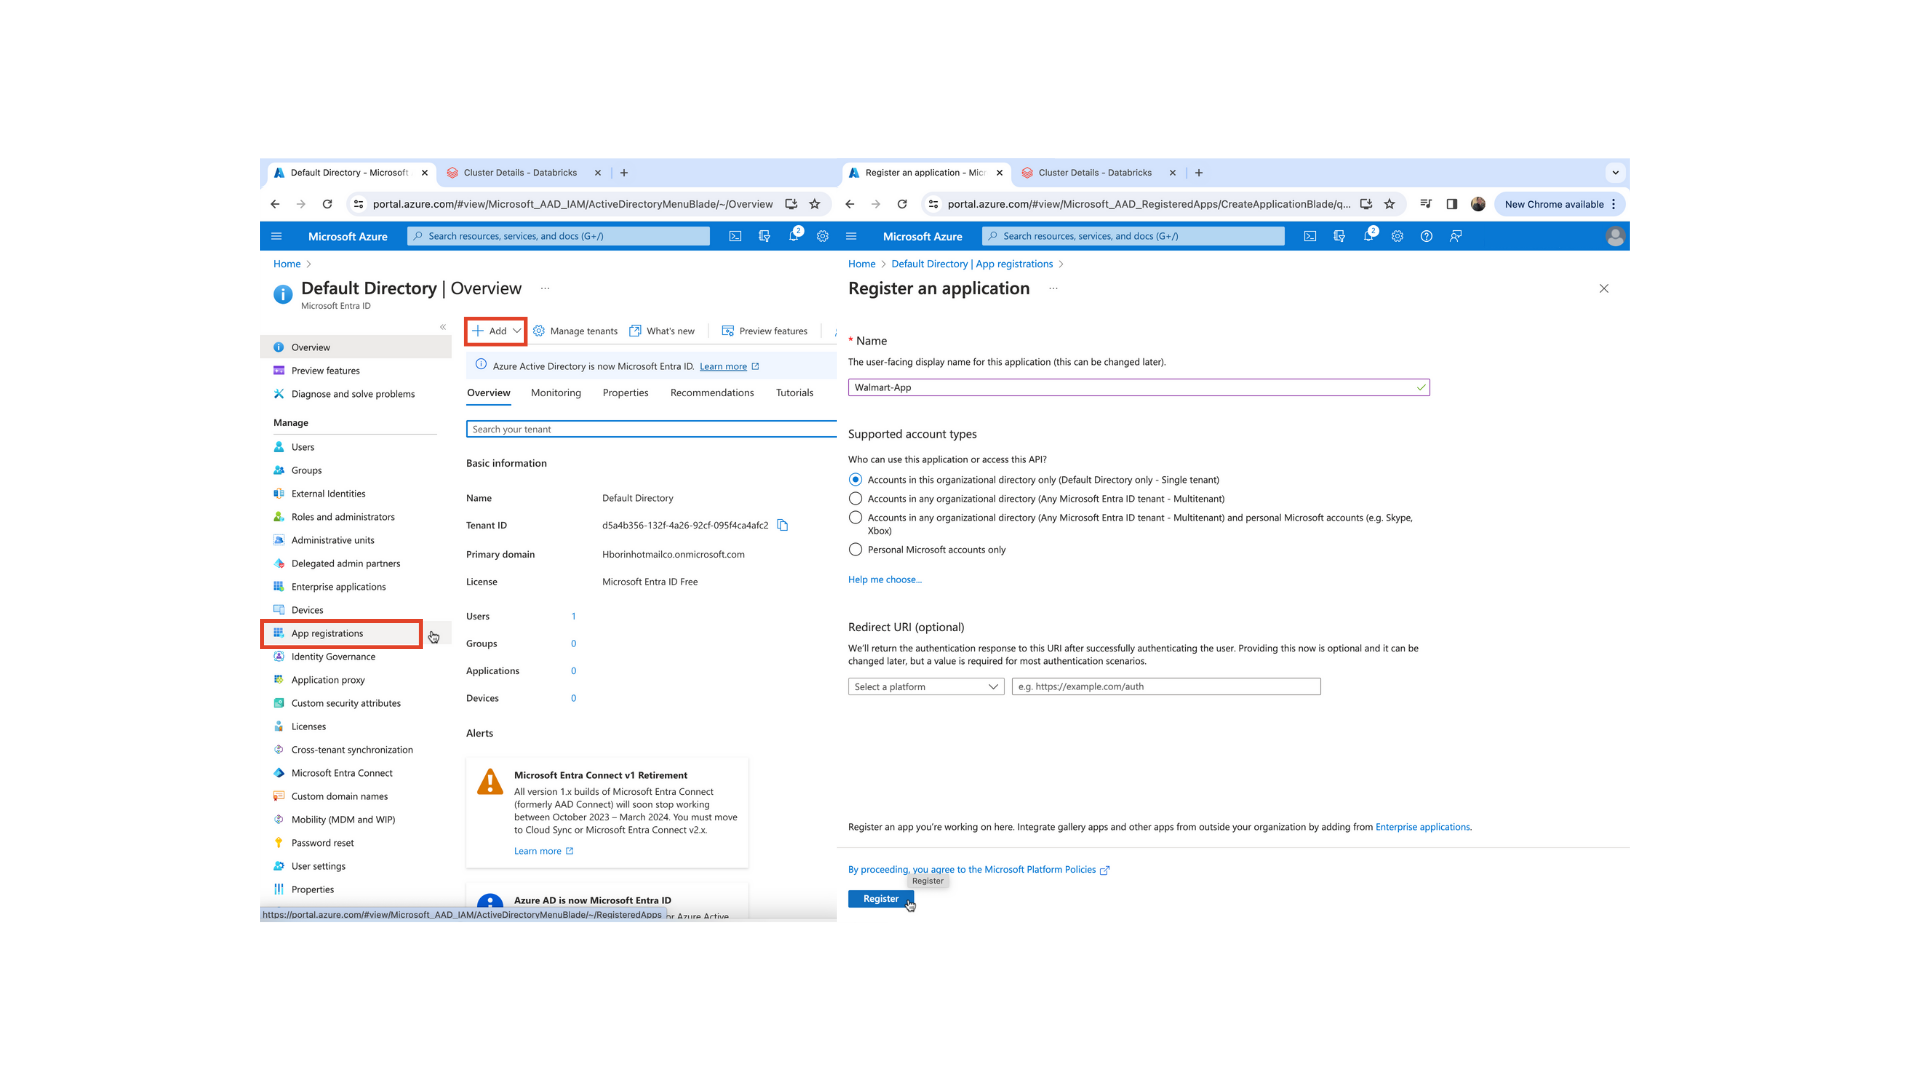 Default Directory - Microsoft
Cluster Details - Databricks
portal.azure.com/#view/Microsoft_AAD_IAM/ActiveDirectoryMenuBlade/~/Overview
Microsoft Azure
Search resources, services, and docs (G+/)
2
Home
Default Directory | Overview
Microsoft Entra ID
Overview
Preview features
Diagnose and solve problems
Manage
Users
Groups
External Identities
Roles and administrators
Administrative units
Delegated admin partners
Enterprise applications
Devices
App registrations
Identity Governance
Application proxy
Custom security attributes
Licenses
Cross-tenant synchronization
Microsoft Entra Connect
Custom domain names
Mobility (MDM and WIP)
Password reset
User settings
Properties
https://portal.azure.com/#view/Microsoft_AAD_IAM/ActiveDirectoryMenuBlade/~/RegisteredApps
Add Manage tenants What's new Preview features
Azure Active Directory is now Microsoft Entra ID. Learn more
Overview Monitoring Properties Recommendations Tutorials
Search your tenant
Basic information
Name Default Directory
Tenant ID d5a4b356-132f-4a26-92cf-095f4ca4afc2
Primary domain Hborinhotmailco.onmicrosoft.com
License Microsoft Entra ID Free
Users 1
Groups 0
Applications 0
Devices 0
Alerts
Microsoft Entra Connect v1 Retirement
All version 1.x builds of Microsoft Entra Connect
(formerly AAD Connect) will soon stop working
between October 2023 – March 2024. You must move
to Cloud Sync or Microsoft Entra Connect v2.x.
Learn more
Azure AD is now Microsoft Entra ID
or Azure Active
Register an application - Micr
Cluster Details - Databricks
portal.azure.com/#view/Microsoft_AAD_RegisteredApps/CreateApplicationBlade/q...
New Chrome available
Microsoft Azure
Search resources, services, and docs (G+/)
2
Home > Default Directory | App registrations >
Register an application
* Name
The user-facing display name for this application (this can be changed later).
Walmart-App
Supported account types
Who can use this application or access this API?
Accounts in this organizational directory only (Default Directory only - Single tenant)
Accounts in any organizational directory (Any Microsoft Entra ID tenant - Multitenant)
Accounts in any organizational directory (Any Microsoft Entra ID tenant - Multitenant) and personal Microsoft accounts (e.g. Skype,
Xbox)
Personal Microsoft accounts only
Help me choose...
Redirect URI (optional)
We'll return the authentication response to this URI after successfully authenticating the user. Providing this now is optional and it can be
changed later, but a value is required for most authentication scenarios.
Select a platform
e.g. https://example.com/auth
Register an app you're working on here. Integrate gallery apps and other apps from outside your organization by adding from Enterprise applications.
By proceeding, you agree to the Microsoft Platform Policies
Register
Register